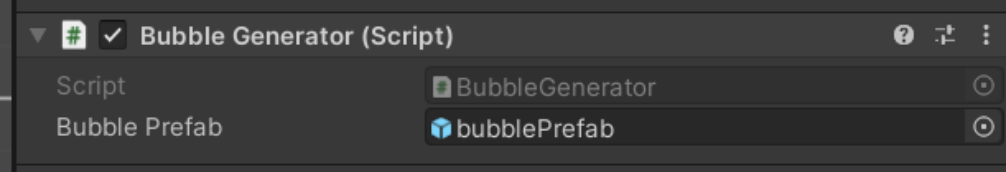 Bubble Generator (Script)
Script BubbleGenerator
Bubble Prefab bubblePrefab